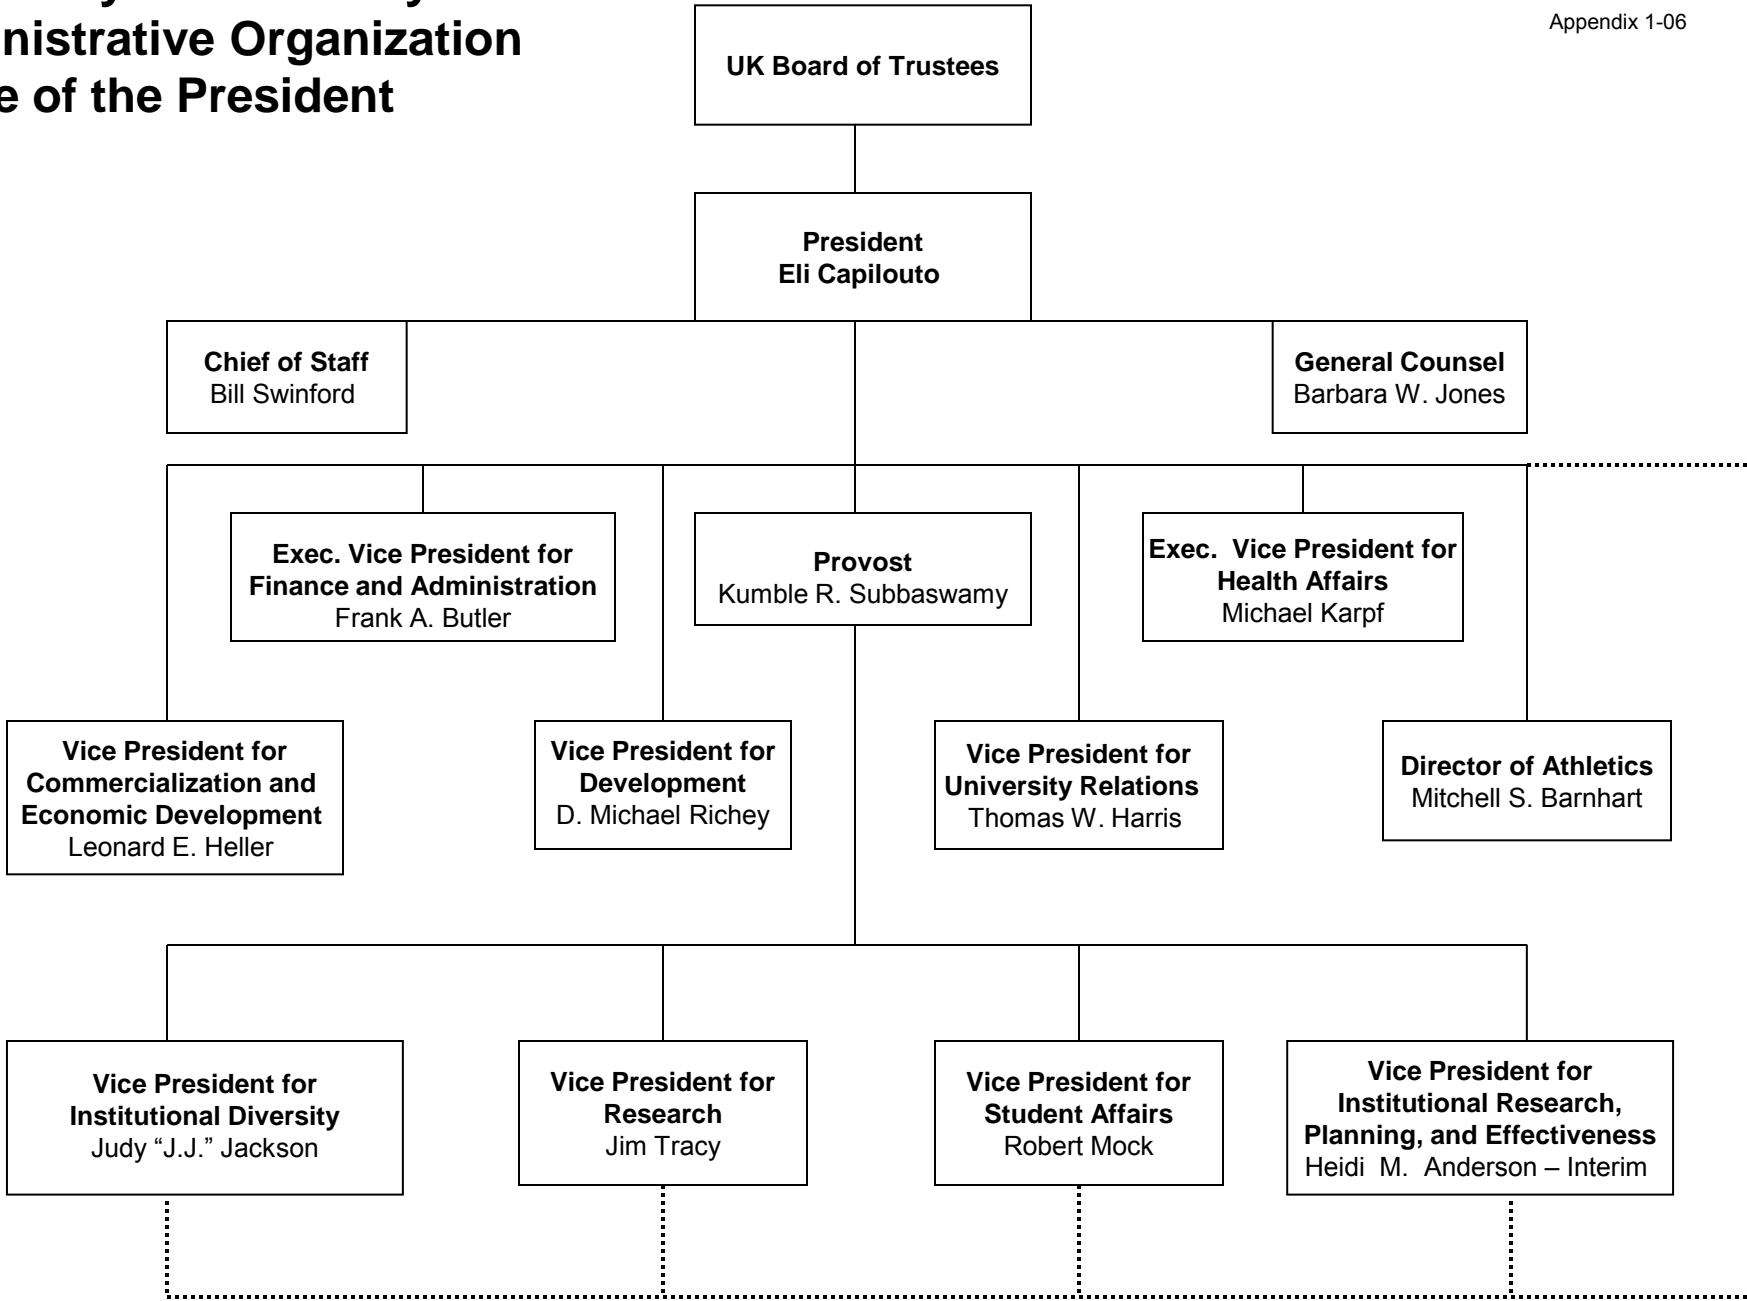 nistrative Organization
e of the President
Appendix 1-06
UK Board of Trustees
President
Eli Capilouto
Chief of Staff
Bill Swinford
General Counsel
Barbara W. Jones
Exec. Vice President for
Finance and Administration
Frank A. Butler
Provost
Kumble R. Subbaswamy
Exec. Vice President for
Health Affairs
Michael Karpf
Vice President for
Commercialization and
Economic Development
Leonard E. Heller
Vice President for
Development
D. Michael Richey
Vice President for
University Relations
Thomas W. Harris
Director of Athletics
Mitchell S. Barnhart
Vice President for
Institutional Diversity
Judy “J.J.” Jackson
Vice President for
Research
Jim Tracy
Vice President for
Student Affairs
Robert Mock
Vice President for
Institutional Research,
Planning, and Effectiveness
Heidi M. Anderson – Interim